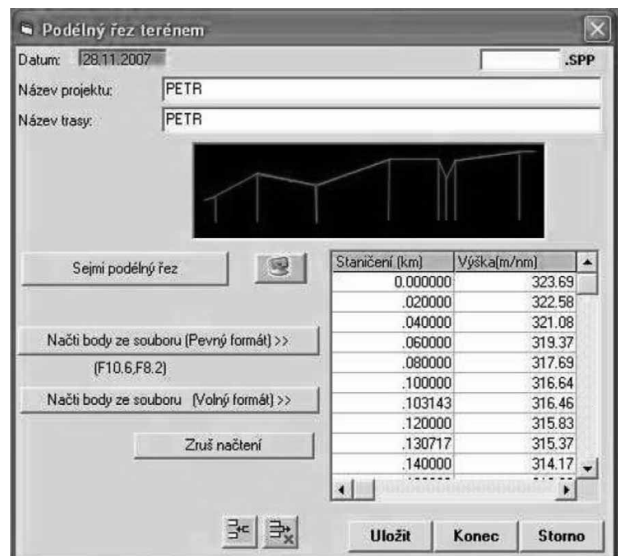 Podélný řez terénem
Datum: 28.11.2007 .SPP
Název projektu: PETR
Název trasy: PETR
Sejmi podélný řez
Načti body ze souboru (Pevný formát) >>
(F10.6,F8.2)
Načti body ze souboru (Volný formát) >>
Zruš načtení
Staničení (km) Výška(m/nm)
0.000000 323.69
.020000 322.58
.040000 321.08
.060000 319.37
.080000 317.69
.100000 316.64
.103143 316.46
.120000 315.83
.130717 315.37
.140000 314.17
Uložit Konec Storno